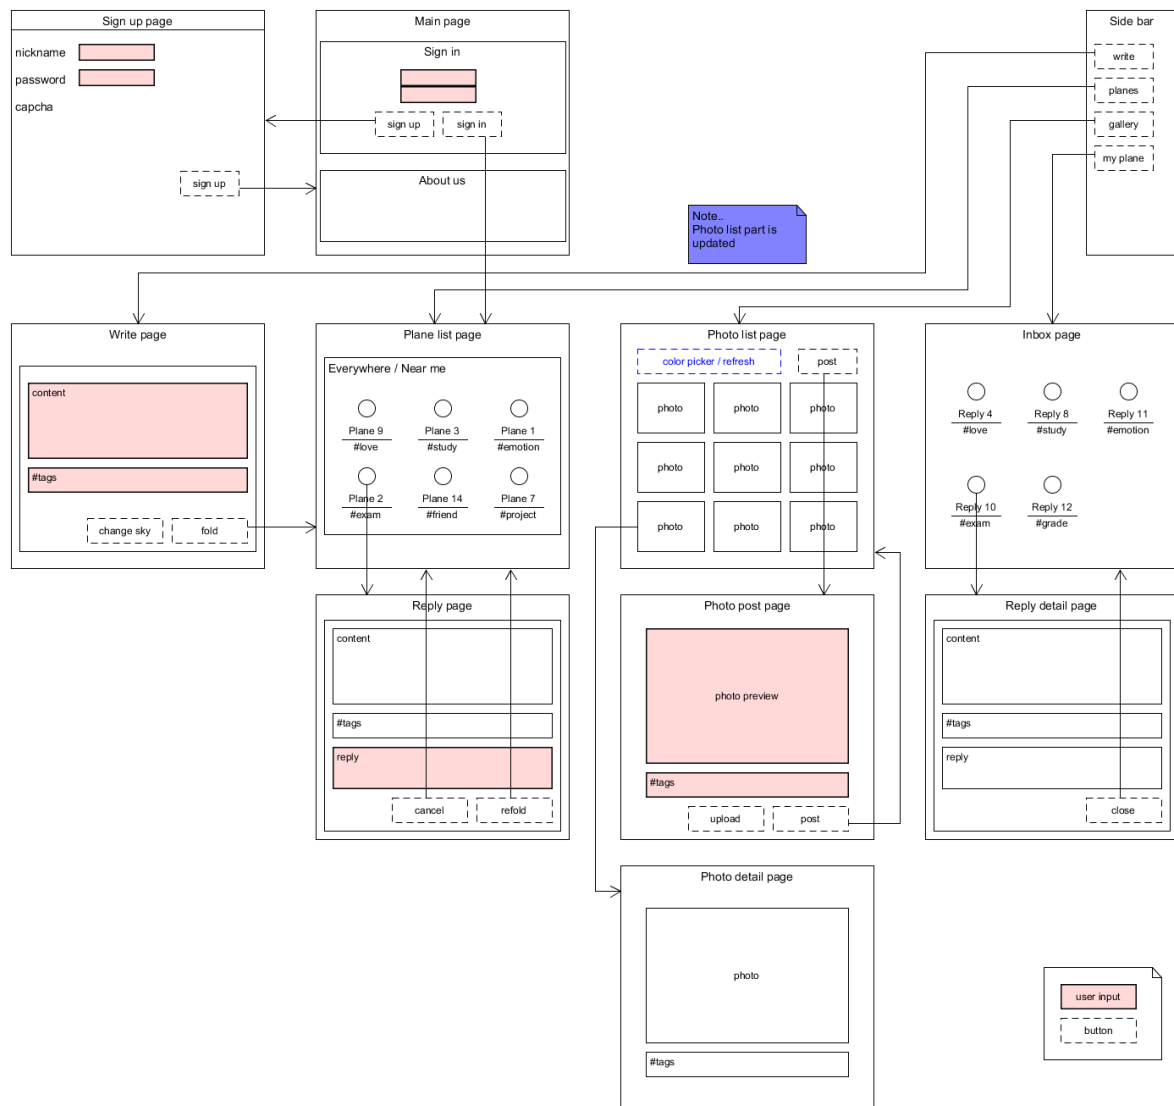 Sign up page
nickname
password
capcha
sign up
Main page
Sign in
sign up
sign in
About us
Side bar
write
planes
gallery
my plane
Note..
Photo list part is
updated
Write page
content
#tags
change sky
fold
Plane list page
Everywhere / Near me
Plane 9
#love
Plane 3
#study
Plane 1
#emotion
Plane 2
#exam
Plane 14
#friend
Plane 7
#project
Photo list page
color picker / refresh
post
photo
photo
photo
photo
photo
photo
photo
photo
photo
Inbox page
Reply 4
#love
Reply 8
#study
Reply 11
#emotion
Reply 10
#exam
Reply 12
#grade
Reply page
content
#tags
reply
cancel
refold
Photo post page
photo preview
#tags
upload
post
Reply detail page
content
#tags
reply
close
Photo detail page
photo
#tags
user input
button